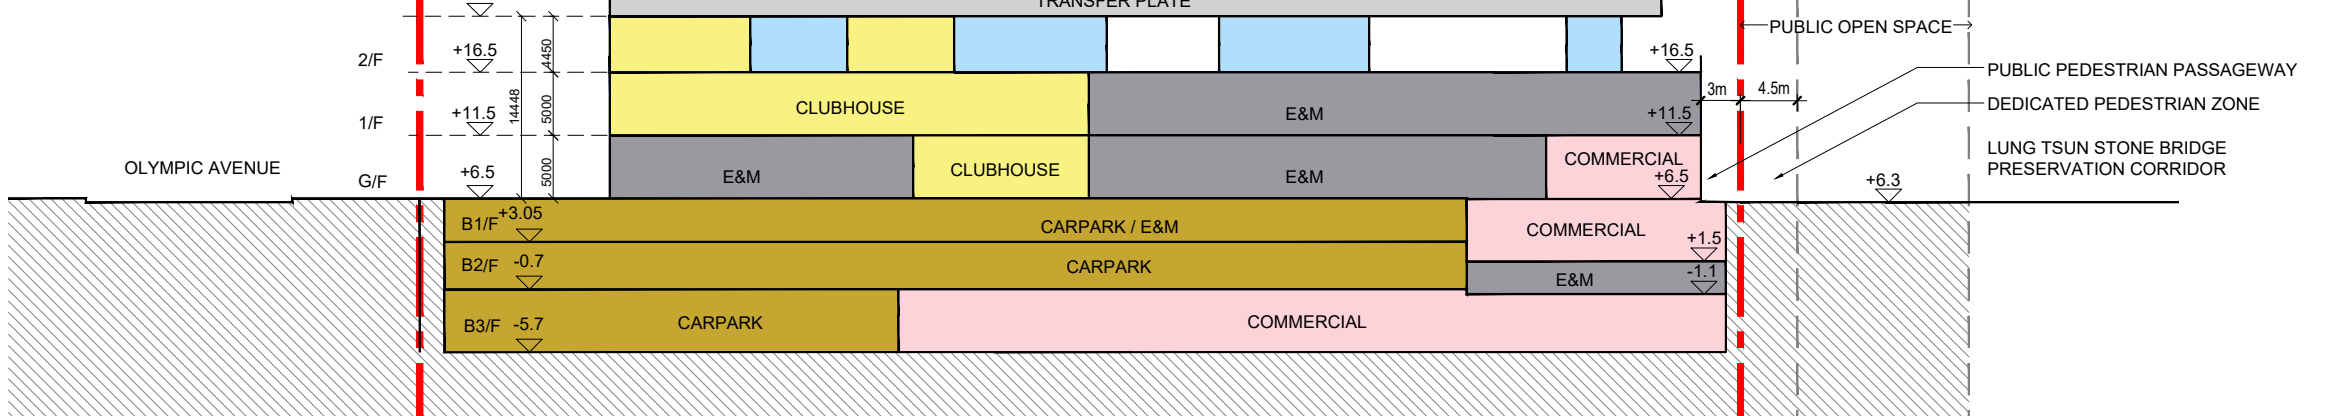 TRANSFER PLATE
PUBLIC OPEN SPACE
2/F
+16.5
4450
+16.5
PUBLIC PEDESTRIAN PASSAGEWAY
3m
4.5m
DEDICATED PEDESTRIAN ZONE
14448
1/F
+11.5
5000
CLUBHOUSE
E&M
+11.5
LUNG TSUN STONE BRIDGE
PRESERVATION CORRIDOR
OLYMPIC AVENUE
G/F
+6.5
5000
E&M
CLUBHOUSE
E&M
COMMERCIAL
+6.5
+6.3
B1/F
+3.05
CARPARK / E&M
COMMERCIAL
+1.5
B2/F
-0.7
CARPARK
E&M
-1.1
B3/F
-5.7
CARPARK
COMMERCIAL